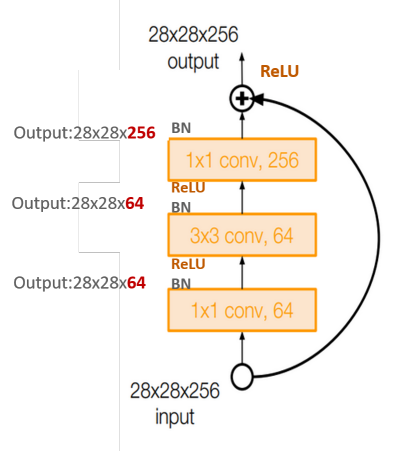 28x28x256
output
ReLU
Output:28x28x256
BN
1x1 conv, 256
ReLU
Output:28x28x64
BN
3x3 conv, 64
ReLU
Output:28x28x64
BN
1x1 conv, 64
28x28x256
input